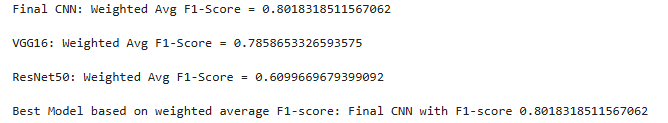 Final CNN: Weighted Avg F1-Score = 0.8018318511567062
VGG16: Weighted Avg F1-Score = 0.7858653326593575
ResNet50: Weighted Avg F1-Score = 0.6099669679399092
Best Model based on weighted average F1-score: Final CNN with F1-score 0.8018318511567062